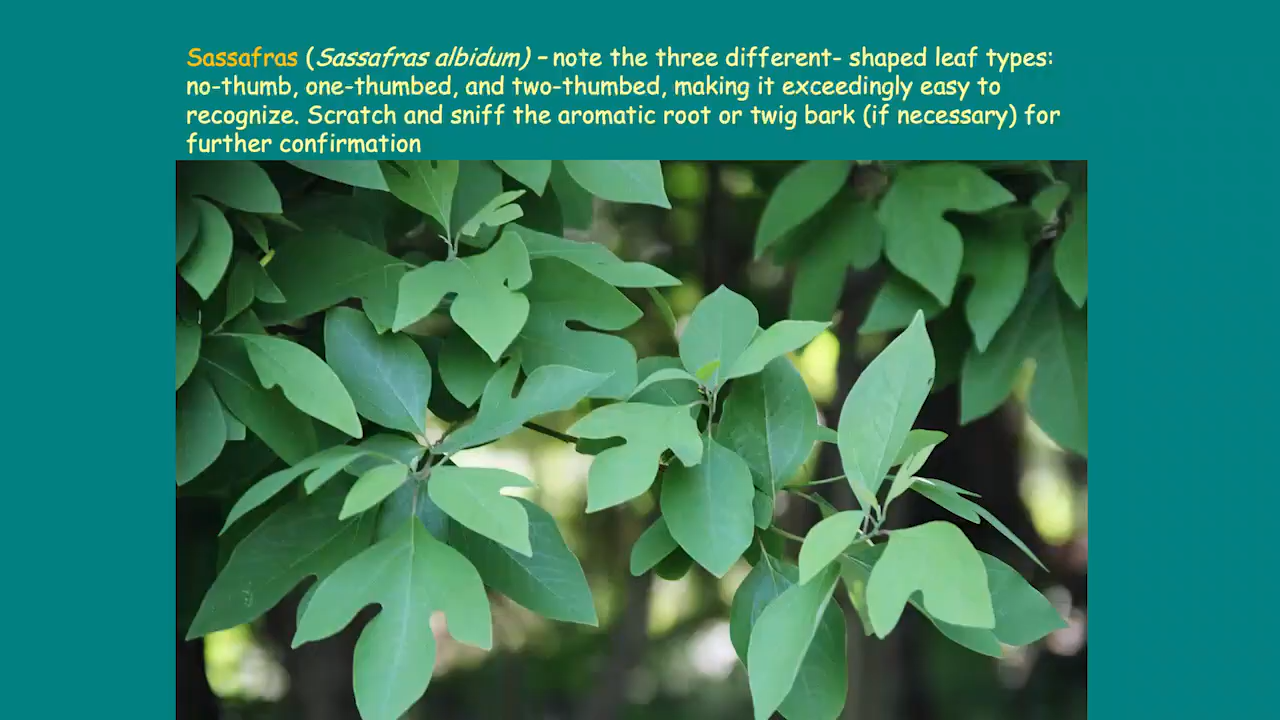 Sassafras (Sassafras albidum) – note the three different- shaped leaf types:
no-thumb, one-thumbed, and two-thumbed, making it exceedingly easy to
recognize. Scratch and sniff the aromatic root or twig bark (if necessary) for
further confirmation